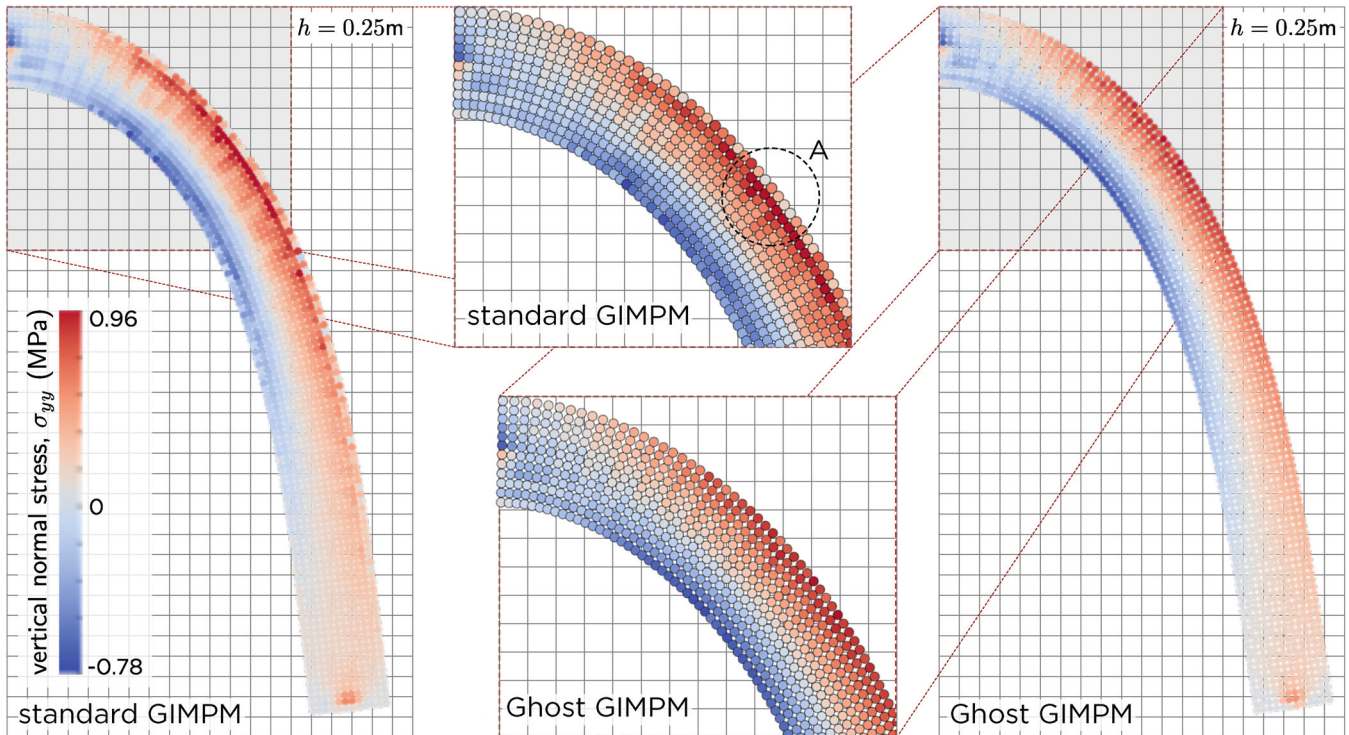 h = 0.25m
vertical normal stress, σyy (MPa)
0.96
0
-0.78
standard GIMPM
A
standard GIMPM
Ghost GIMPM
h = 0.25m
Ghost GIMPM